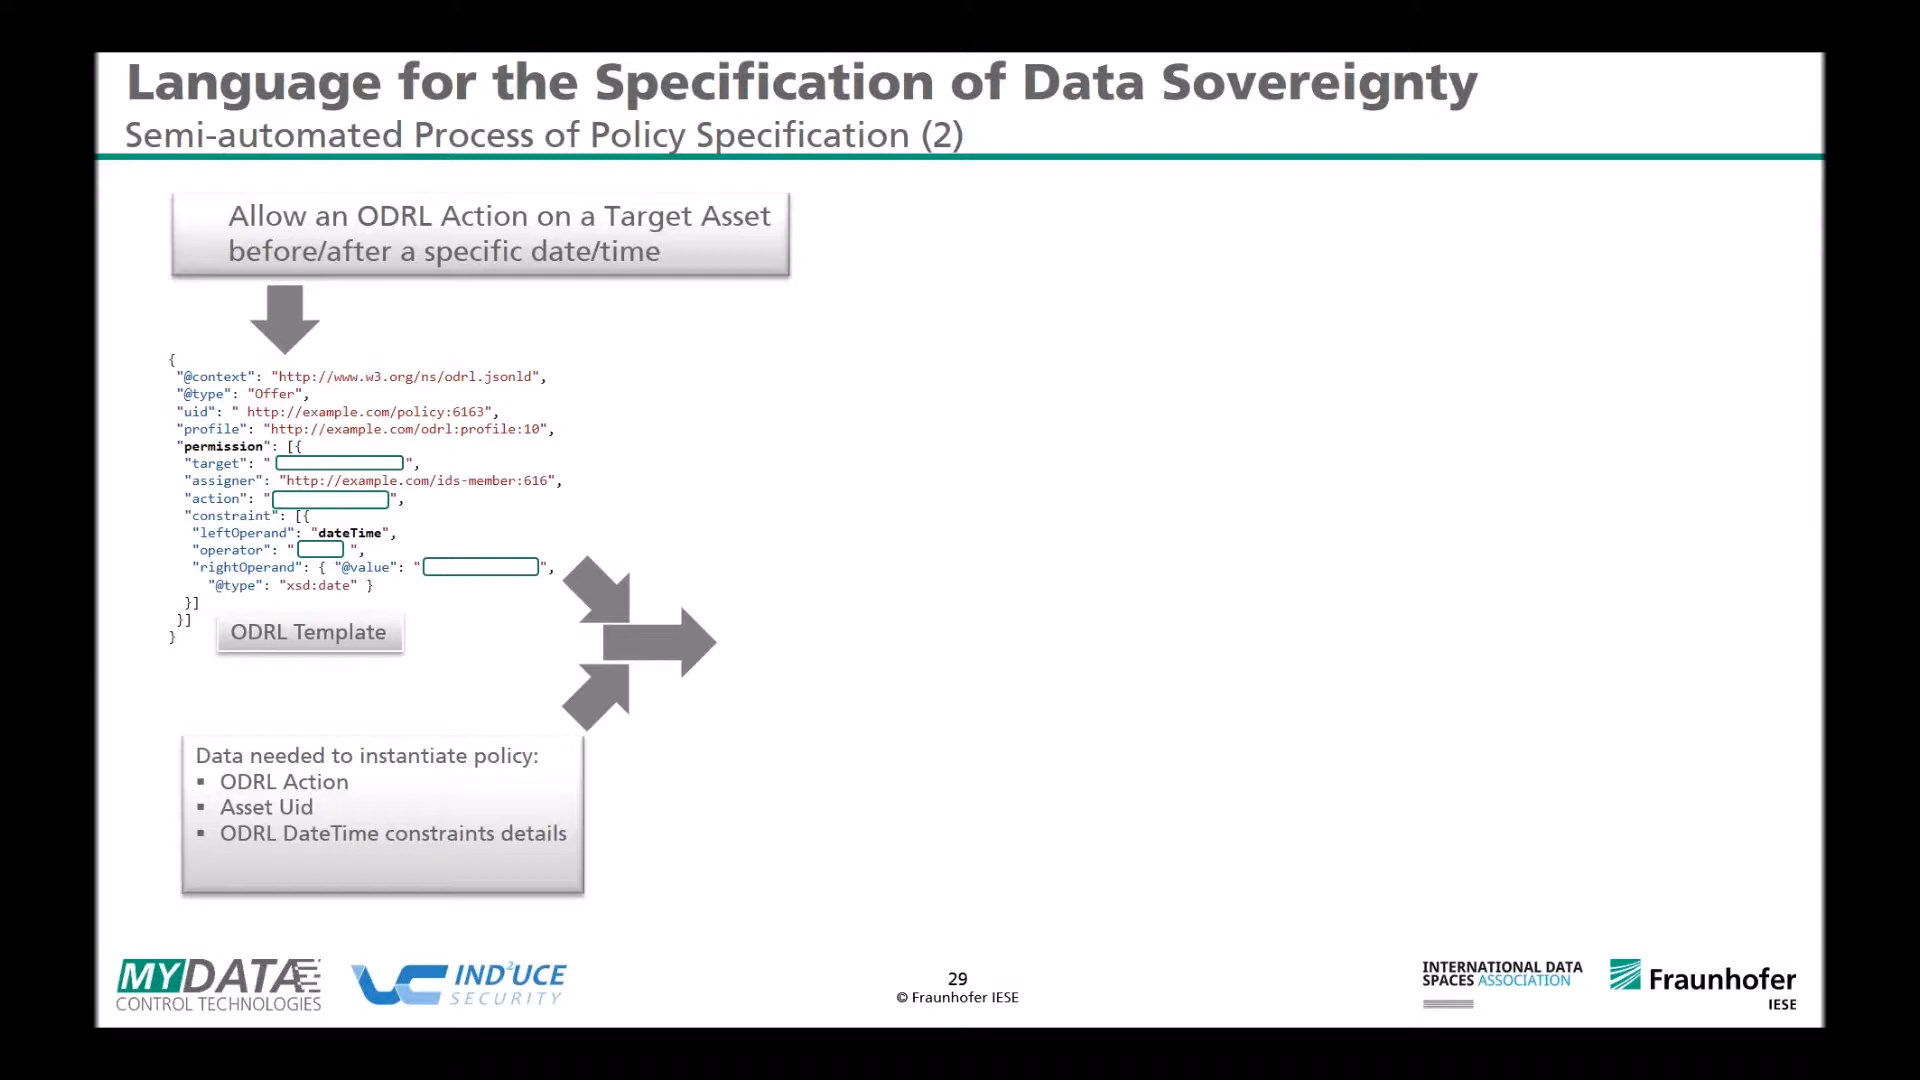 Language for the Specification of Data Sovereignty
Semi-automated Process of Policy Specification (2)
Allow an ODRL Action on a Target Asset
before/after a specific date/time
{
"@context": "http://www.w3.org/ns/odrl.jsonld",
"@type": "Offer",
"uid": " http://example.com/policy:6163",
"profile": "http://example.com/odrl:profile:10",
"permission": [{
"target": " ",
"assigner": "http://example.com/ids-member:616",
"action": " ",
"constraint": [{
"leftOperand": "dateTime",
"operator": " ",
"rightOperand": { "@value": " ",
"@type": "xsd:date" }
}]
}]
}
ODRL Template
Data needed to instantiate policy:
▪ ODRL Action
▪ Asset Uid
▪ ODRL DateTime constraints details
MYDATA
CONTROL TECHNOLOGIES
IND²UCE
SECURITY
29
© Fraunhofer IESE
INTERNATIONAL DATA
SPACES ASSOCIATION
Fraunhofer
IESE